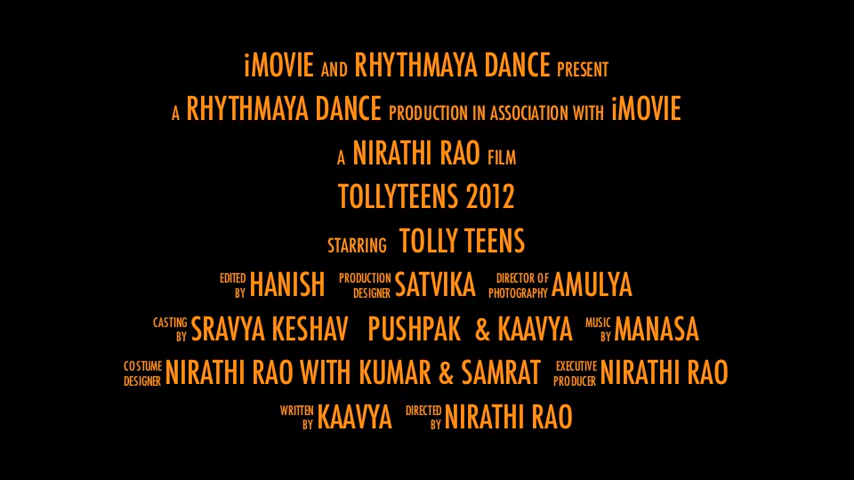 iMOVIE AND RHYTHMAYA DANCE PRESENT
A RHYTHMAYA DANCE PRODUCTION IN ASSOCIATION WITH iMOVIE
A NIRATHI RAO FILM
TOLLYTEENS 2012
STARRING TOLLY TEENS
EDITED BY HANISH PRODUCTION DESIGNER SATVIKA DIRECTOR OF PHOTOGRAPHY AMULYA
CASTING BY SRAVYA KESHAV PUSHPAK & KAAVYA MUSIC BY MANASA
COSTUME DESIGNER NIRATHI RAO WITH KUMAR & SAMRAT EXECUTIVE PRODUCER NIRATHI RAO
WRITTEN BY KAAVYA DIRECTED BY NIRATHI RAO